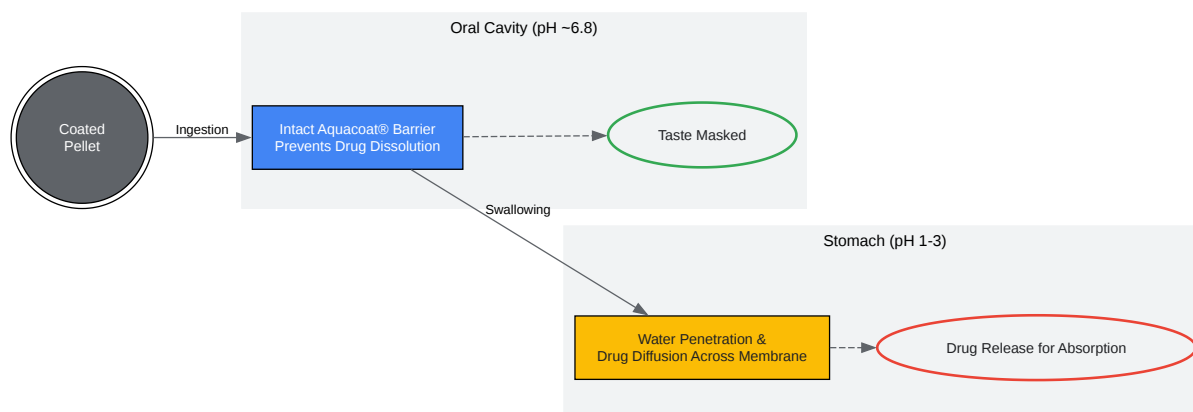 Oral Cavity (pH ~6.8)
Coated
Pellet
Ingestion
Intact Aquacoat® Barrier
Prevents Drug Dissolution
Taste Masked
Swallowing
Stomach (pH 1-3)
Water Penetration &
Drug Diffusion Across Membrane
Drug Release for Absorption